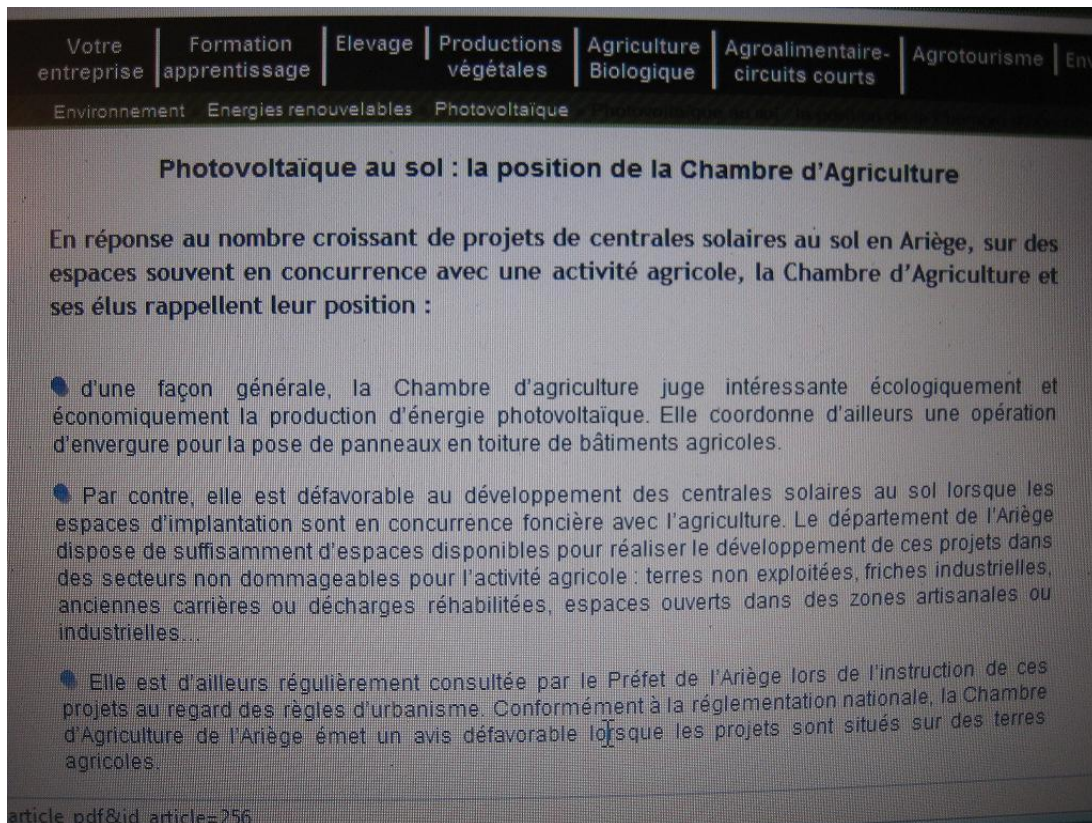 Votre entreprise
Formation apprentissage
Elevage
Productions végétales
Agriculture Biologique
Agroalimentaire-circuits courts
Agrotourisme
Env
Environnement Energies renouvelables Photovoltaïque
Photovoltaïque au sol : la position de la Chambre d'Agriculture
En réponse au nombre croissant de projets de centrales solaires au sol en Ariège, sur des
espaces souvent en concurrence avec une activité agricole, la Chambre d'Agriculture et
ses élus rappellent leur position :
d'une façon générale, la Chambre d'agriculture juge intéressante écologiquement et
économiquement la production d'énergie photovoltaïque. Elle coordonne d'ailleurs une opération
d'envergure pour la pose de panneaux en toiture de bâtiments agricoles.
Par contre, elle est défavorable au développement des centrales solaires au sol lorsque les
espaces d'implantation sont en concurrence foncière avec l'agriculture. Le département de l'Ariège
dispose de suffisamment d'espaces disponibles pour réaliser le développement de ces projets dans
des secteurs non dommageables pour l'activité agricole : terres non exploitées, friches industrielles,
anciennes carrières ou décharges réhabilitées, espaces ouverts dans des zones artisanales ou
industrielles...
Elle est d'ailleurs régulièrement consultée par le Préfet de l'Ariège lors de l'instruction de ces
projets au regard des règles d'urbanisme. Conformément à la réglementation nationale, la Chambre
d'Agriculture de l'Ariège émet un avis défavorable lorsque les projets sont situés sur des terres
agricoles.
article_pdf&id_article=256